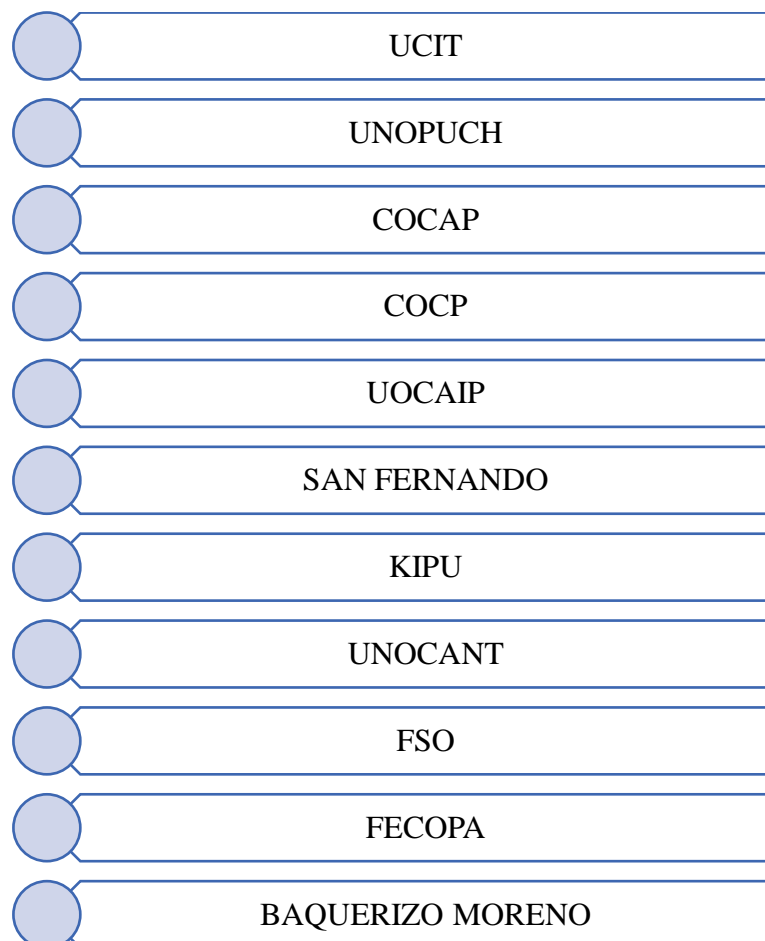 UCIT
UNOPUCH
COCAP
COCP
UOCAIP
SAN FERNANDO
KIPU
UNOCANT
FSO
FECOPA
BAQUERIZO MORENO